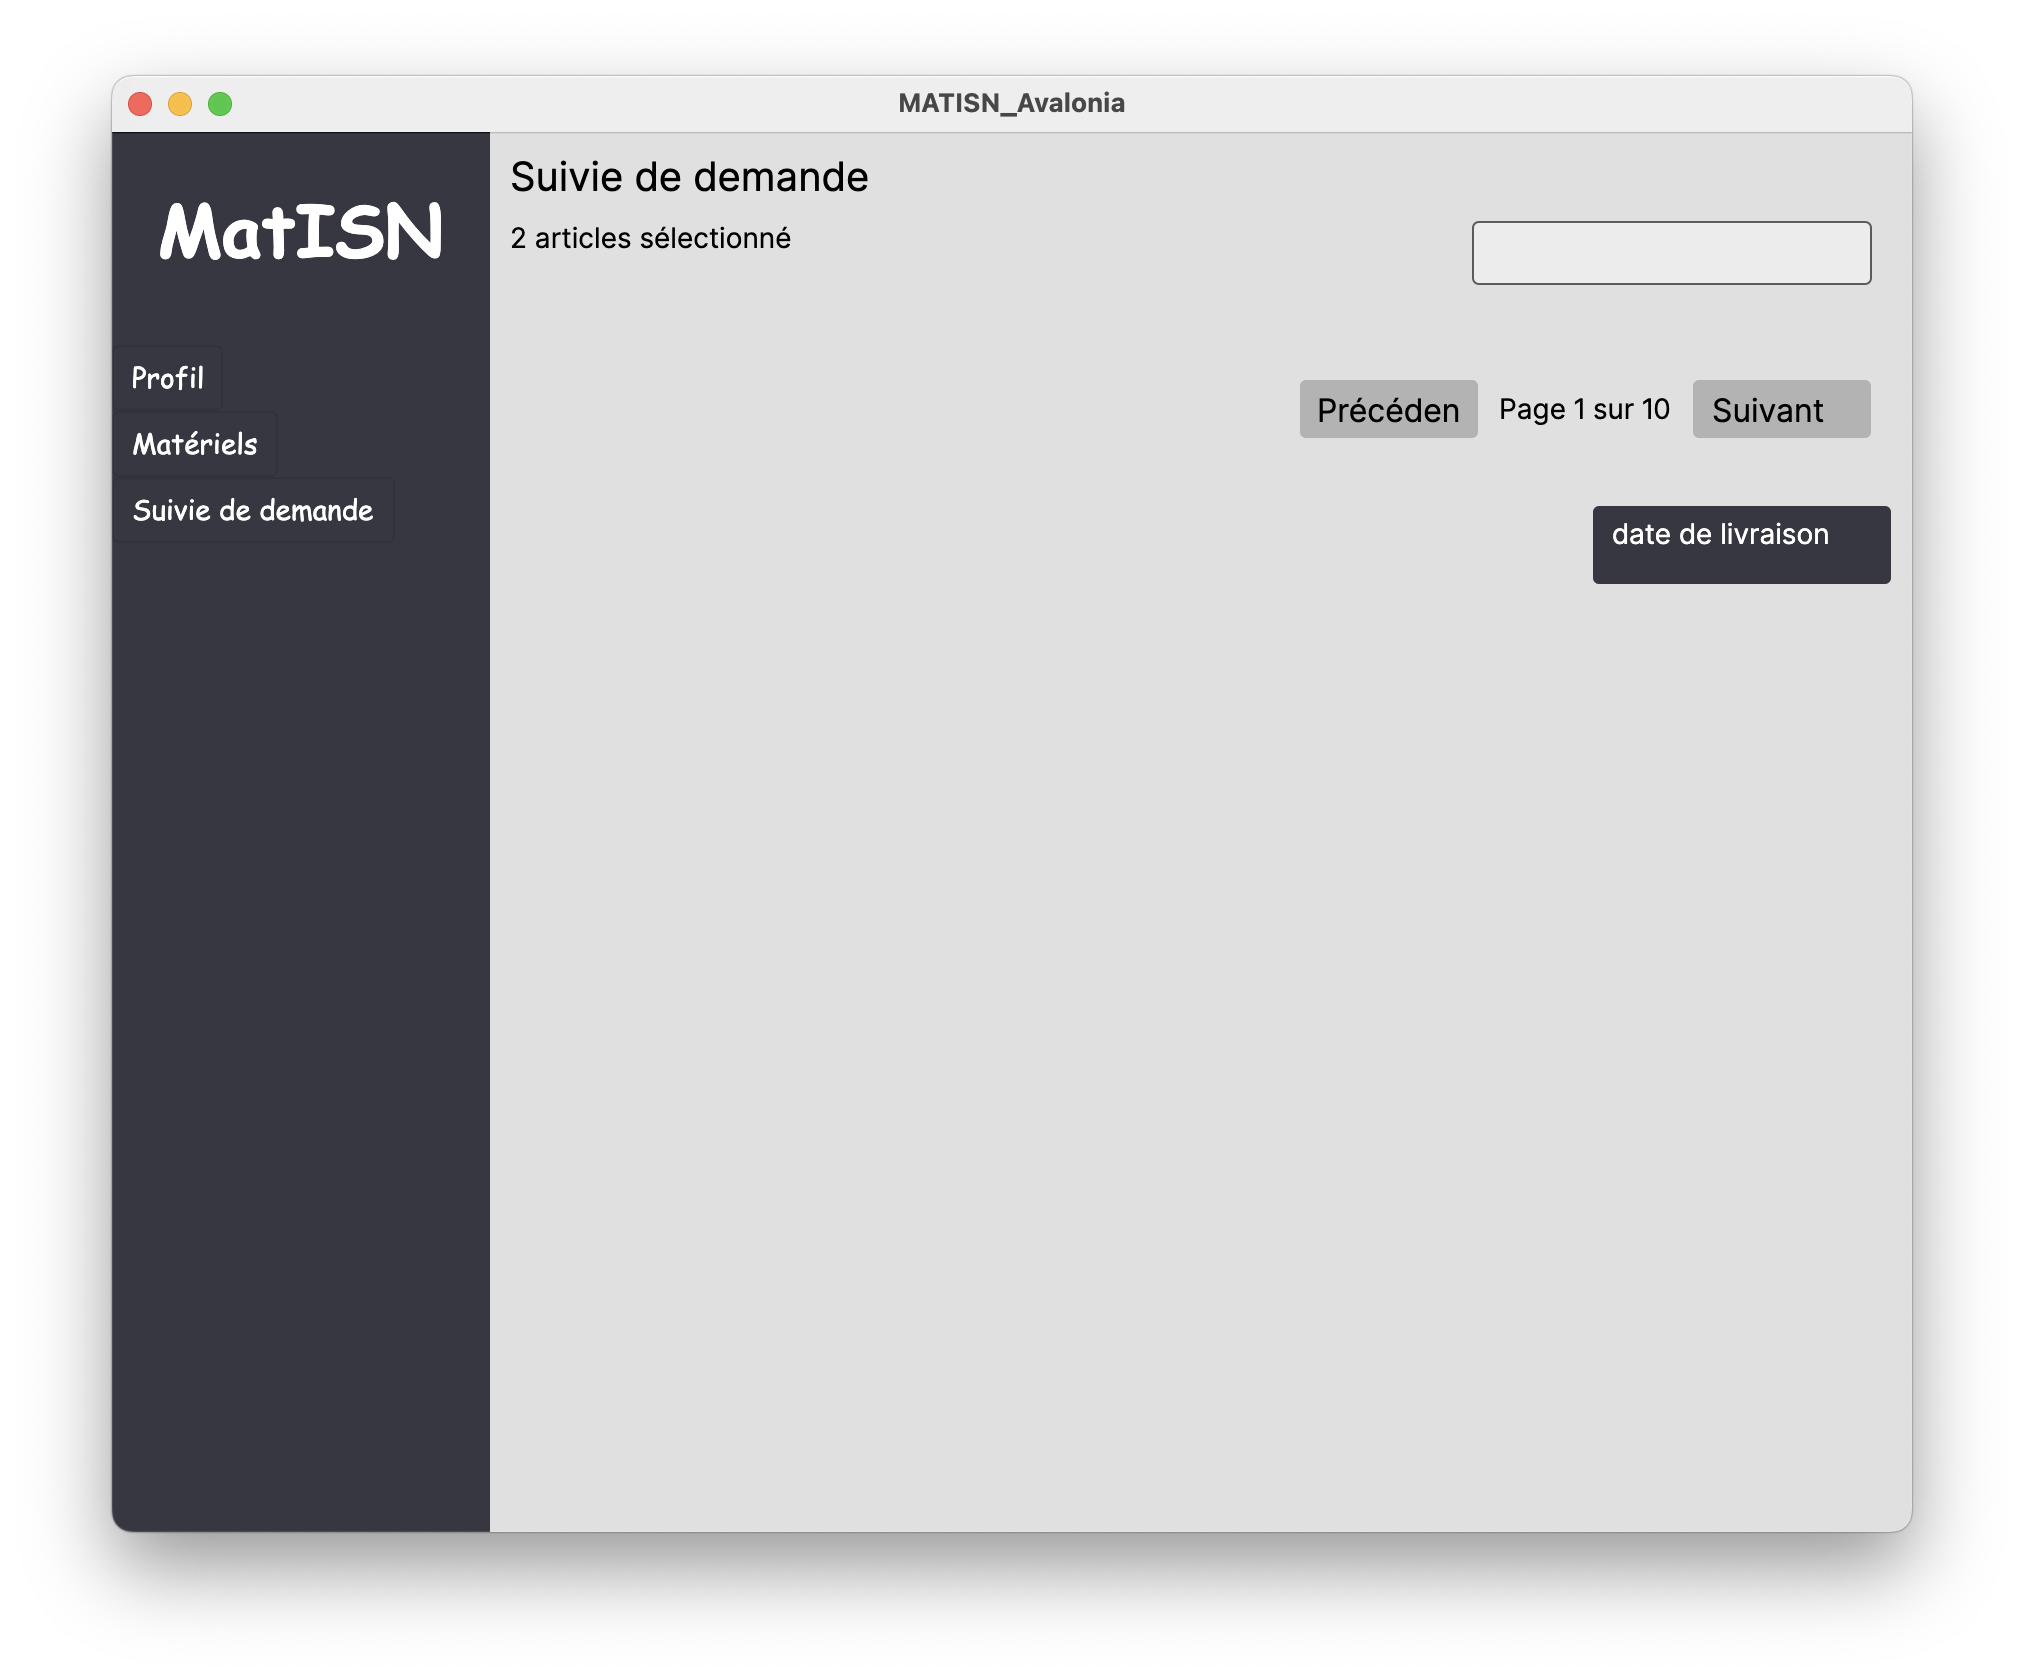 MATISN_Avalonia
MatISN
Profil
Matériels
Suivie de demande
Suivie de demande
2 articles sélectionné
Précéden
Page 1 sur 10
Suivant
date de livraison